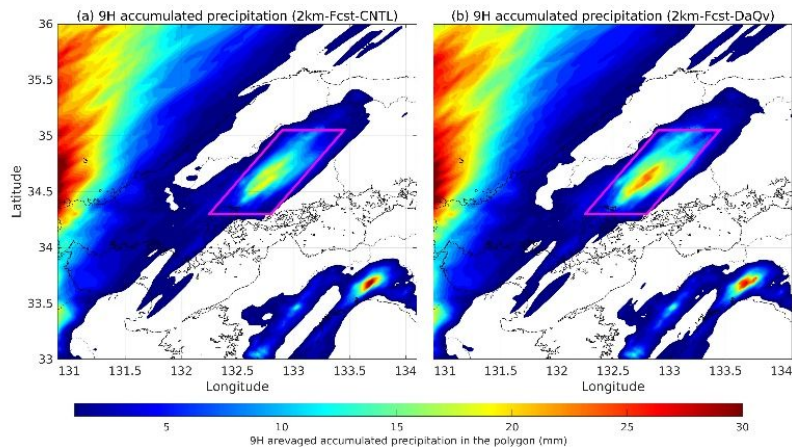 (a) 9H accumulated precipitation (2km-Fcst-CNTL)
(b) 9H accumulated precipitation (2km-Fcst-DaQv)
36
35.5
35
34.5
34
33.5
33
Latitude
131 131.5 132 132.5 133 133.5 134
131 131.5 132 132.5 133 133.5 134
Longitude
Longitude
5 10 15 20 25 30
9H arevaged accumulated precipitation in the polygon (mm)